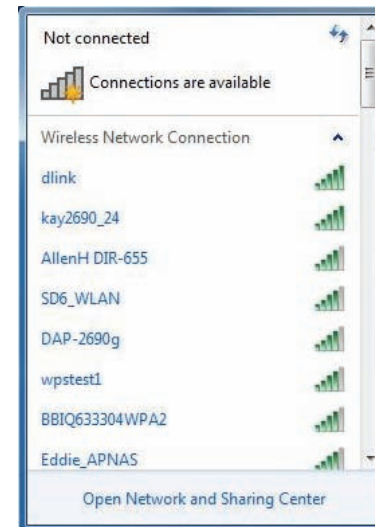 Not connected
Connections are available
Wireless Network Connection
dlink
kay2690_24
AllenH DIR-655
SD6_WLAN
DAP-2690g
wpstest1
BBIQ633304WPA2
Eddie_APNAS
Open Network and Sharing Center